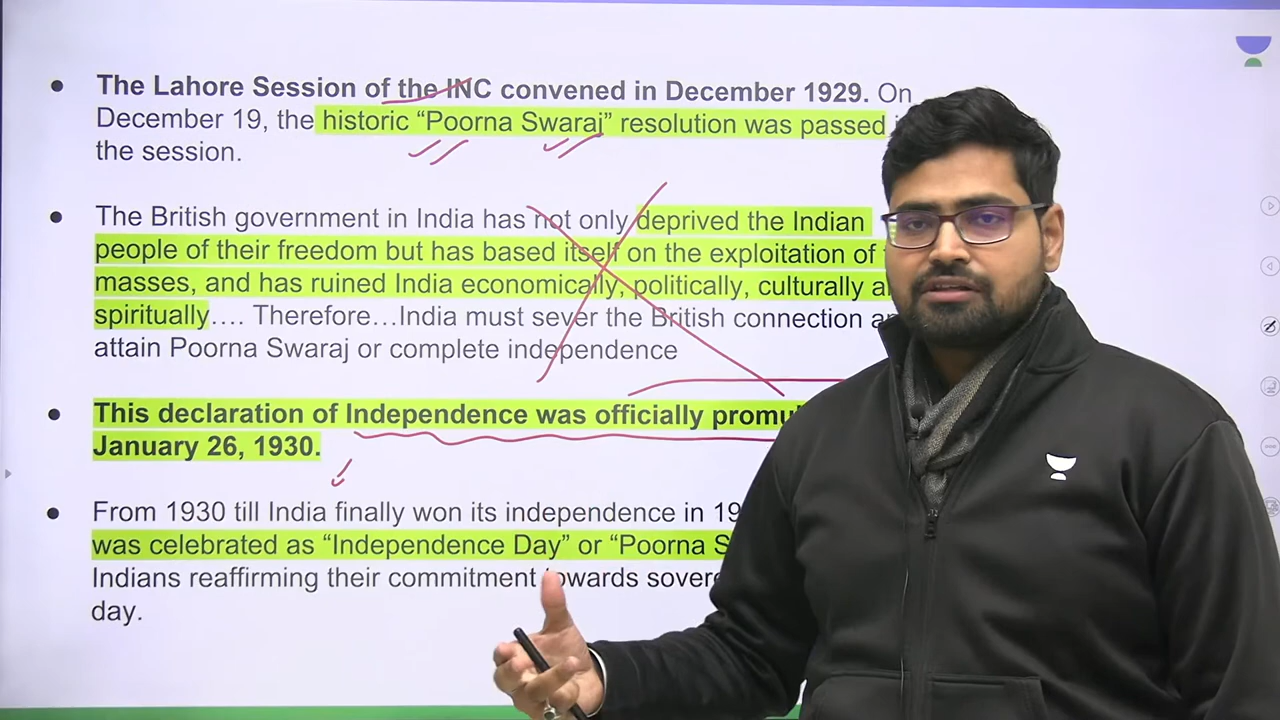 The Lahore Session of the INC convened in December 1929. On
December 19, the historic “Poorna Swaraj” resolution was passed
the session.
The British government in India has not only deprived the Indian
people of their freedom but has based itself on the exploitation of
masses, and has ruined India economically, politically, culturally
spiritually…. Therefore…India must sever the British connection
attain Poorna Swaraj or complete independence
This declaration of Independence was officially
January 26, 1930.
From 1930 till India finally won its independence in
was celebrated as “Independence Day” or “Poorna
Indians reaffirming their commitment towards
day.